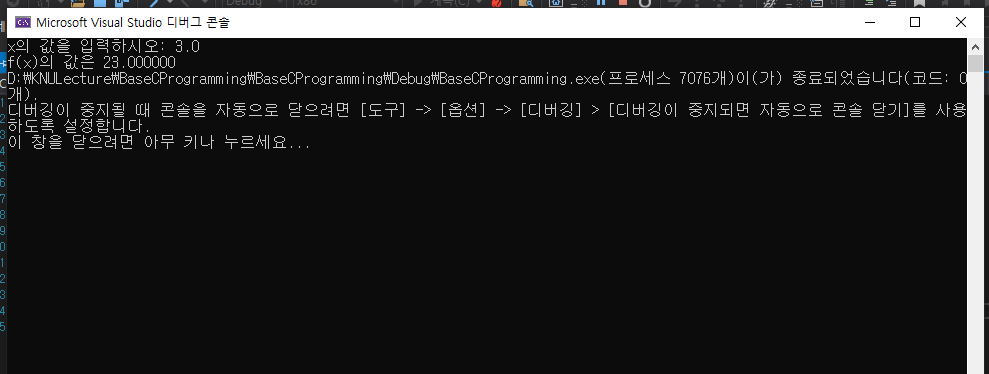 Microsoft Visual Studio 디버그 콘솔
x의 값을 입력하시오: 3.0
f(x)의 값은 23.000000
D:₩KNULecture₩BaseCProgramming₩BaseCProgramming₩Debug₩BaseCProgramming.exe(프로세스 7076개)이(가) 종료되었습니다(코드: 0
개).
디버깅이 중지될 때 콘솔을 자동으로 닫으려면 [도구] -> [옵션] -> [디버깅] > [디버깅이 중지되면 자동으로 콘솔 닫기]를 사용
하도록 설정합니다.
이 창을 닫으려면 아무 키나 누르세요...